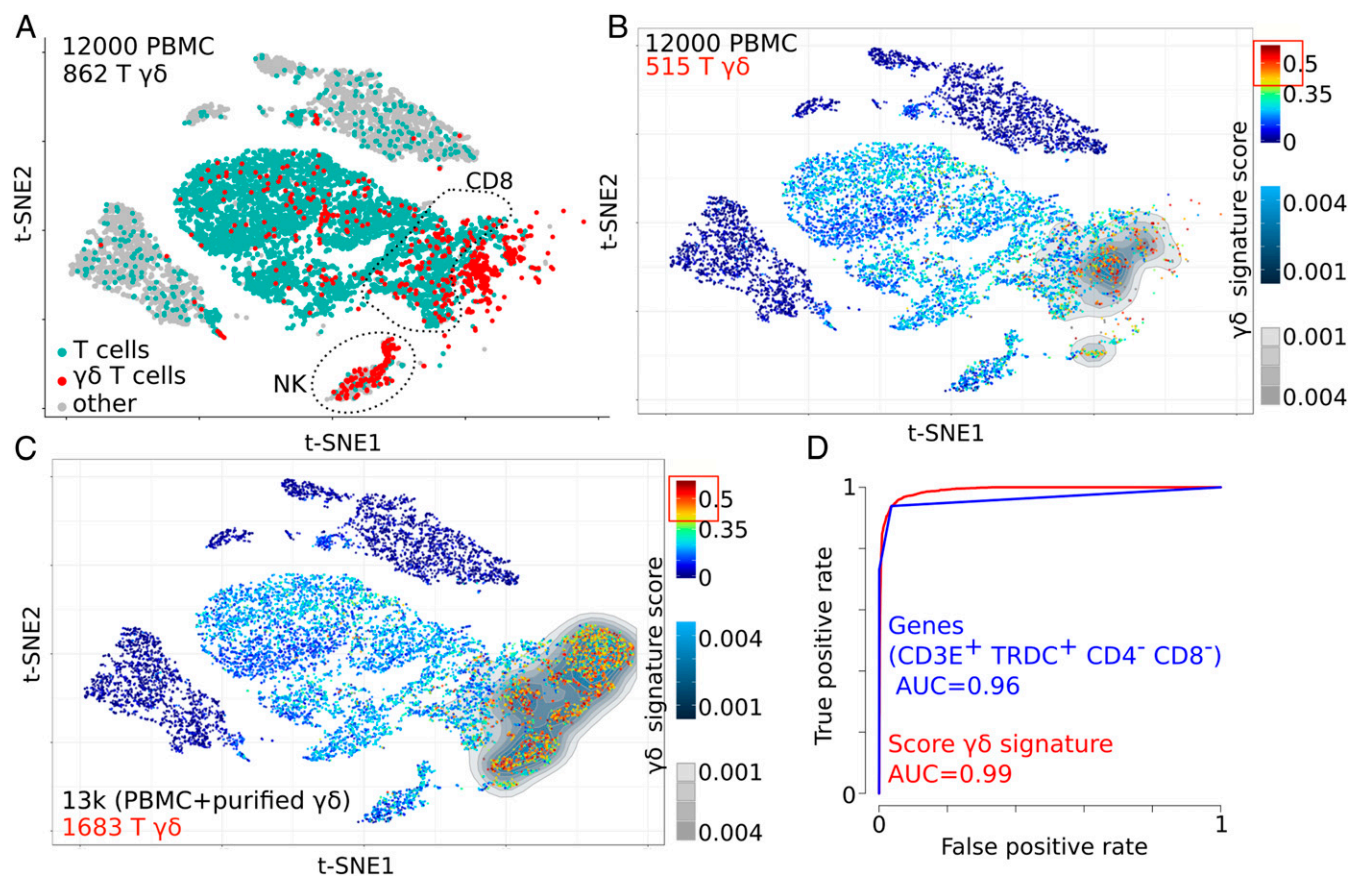 A
12000 PBMC
862 T γδ
CD8
NK
T cells
γδ T cells
other
t-SNE2
t-SNE1
B
12000 PBMC
515 T γδ
t-SNE2
t-SNE1
γδ signature score
0.5
0.35
0
0.004
0.001
0.001
0.004
C
13k (PBMC+purified γδ)
1683 T γδ
t-SNE2
t-SNE1
γδ signature score
0.5
0.35
0
0.004
0.001
0.001
0.004
D
1
True positive rate
Genes
(CD3E+ TRDC+ CD4- CD8-)
AUC=0.96
Score γδ signature
AUC=0.99
0
0
1
False positive rate